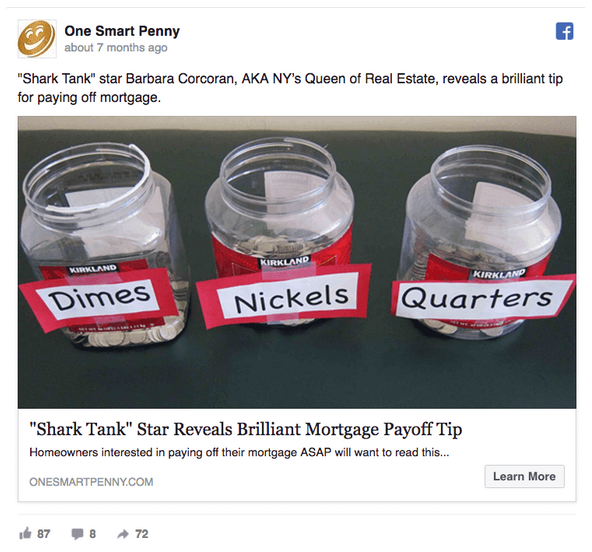 One Smart Penny
about 7 months ago
"Shark Tank" star Barbara Corcoran, AKA NY's Queen of Real Estate, reveals a brilliant tip
for paying off mortgage.
KIRKLAND
KIRKLAND
KIRKLAND
Dimes
Nickels
Quarters
"Shark Tank" Star Reveals Brilliant Mortgage Payoff Tip
Homeowners interested in paying off their mortgage ASAP will want to read this...
ONESMARTPENNY.COM
Learn More
87
8
72